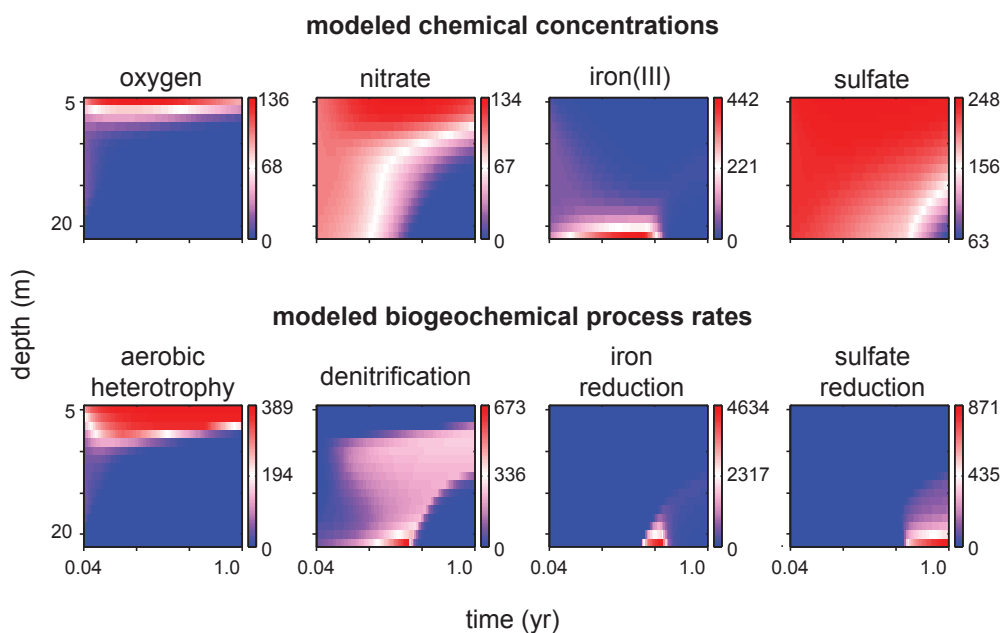 modeled chemical concentrations
oxygen
nitrate
iron(III)
sulfate
5
20
136
68
0
134
67
0
442
221
0
248
156
63
depth (m)
modeled biogeochemical process rates
aerobic
heterotrophy
denitrification
iron
reduction
sulfate
reduction
5
20
389
194
0
673
336
0
4634
2317
0
871
435
0
0.04 1.0
0.04 1.0
0.04 1.0
0.04 1.0
time (yr)